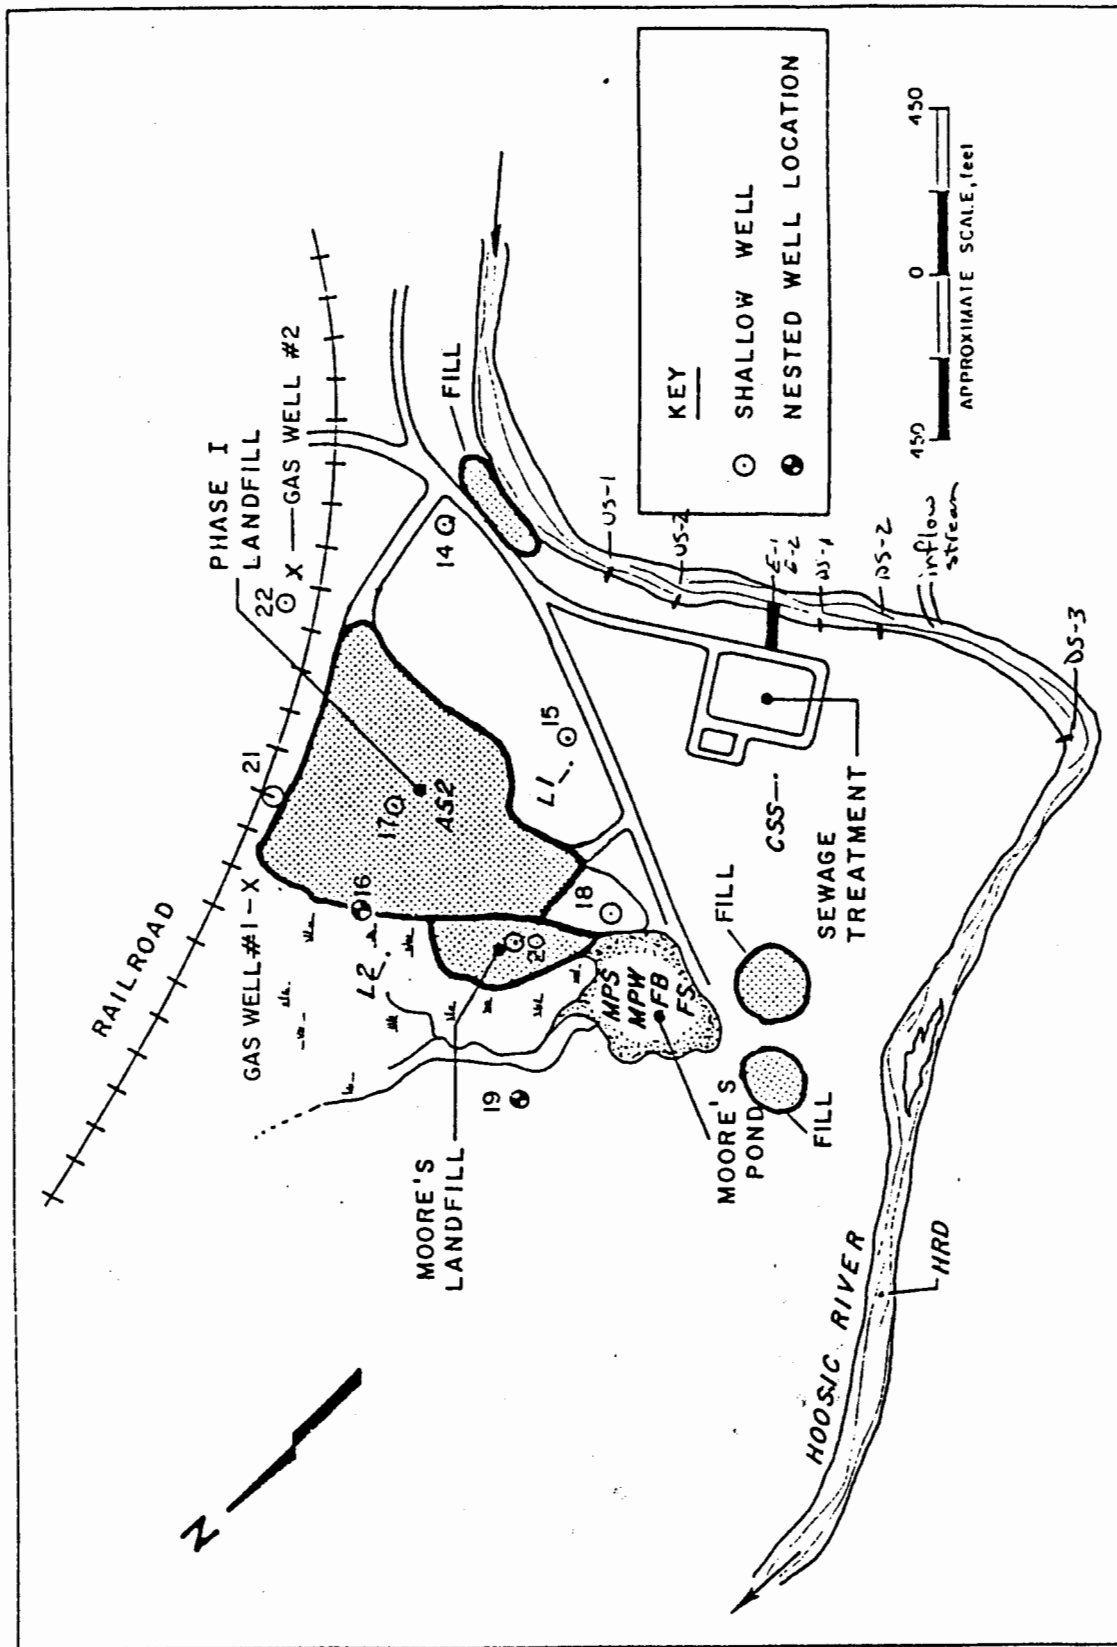 RAILROAD
GAS WELL #1 - X
21
22
X — GAS WELL #2
PHASE I
LANDFILL
FILL
14
15
L1
16
17
AS2
L2
18
20
19
MOORE'S
LANDFILL
MPS
MPW
FB
FS
MOORE'S
POND
FILL
FILL
CSS
SEWAGE
TREATMENT
US-1
US-2
E-1
E-2
DS-1
DS-2
inflow
stream
DS-3
HOOSIC RIVER
HRD
N
KEY
SHALLOW WELL
NESTED WELL LOCATION
450 0 450
APPROXIMATE SCALE, feet